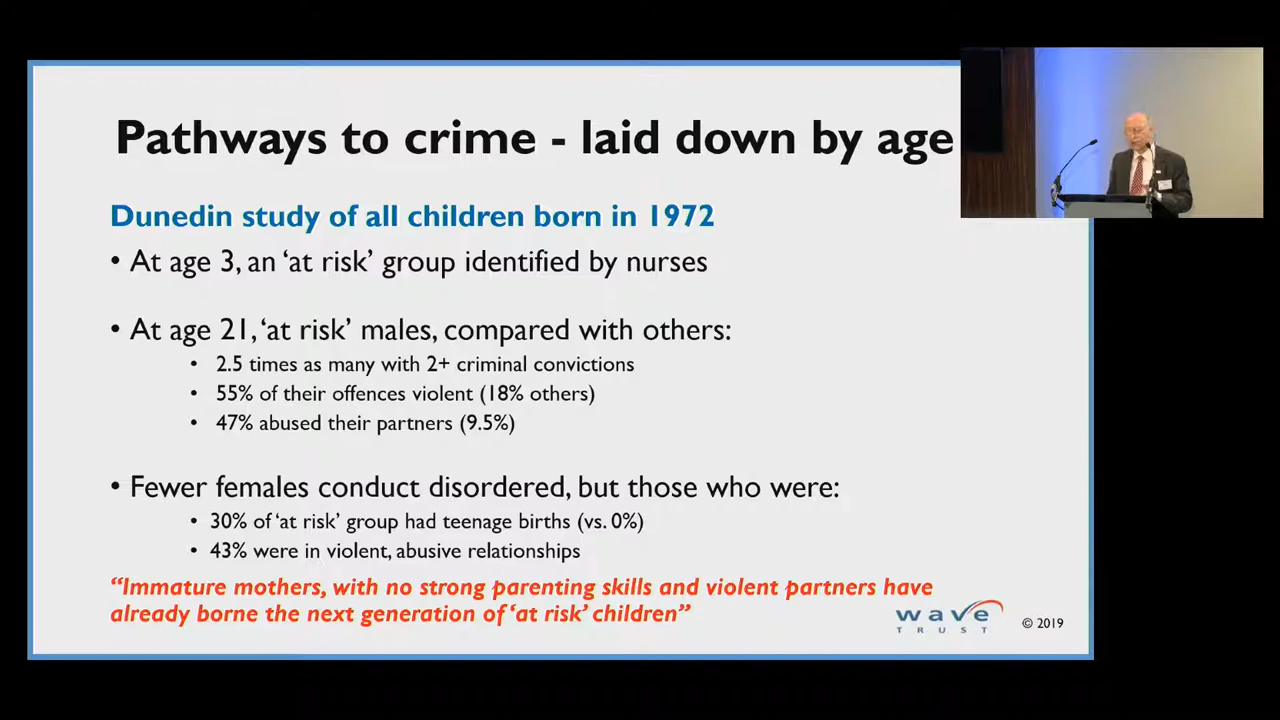 Pathways to crime - laid down by age
Dunedin study of all children born in 1972
• At age 3, an ‘at risk’ group identified by nurses
• At age 21, ‘at risk’ males, compared with others:
• 2.5 times as many with 2+ criminal convictions
• 55% of their offences violent (18% others)
• 47% abused their partners (9.5%)
• Fewer females conduct disordered, but those who were:
• 30% of ‘at risk’ group had teenage births (vs. 0%)
• 43% were in violent, abusive relationships
“Immature mothers, with no strong parenting skills and violent partners have
already borne the next generation of ‘at risk’ children”
wave
TRUST
© 2019